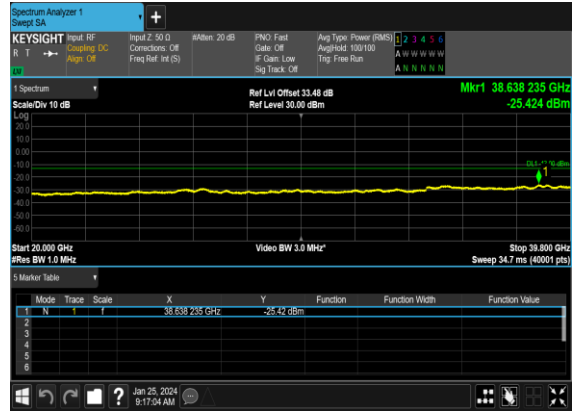 Spectrum Analyzer 1
Swept SA
+
KEYSIGHT Input: RF
R T Coupling: DC
Align: Off
Input Z: 50 Ω
Corrections: Off
Freq Ref: Int (S)
#Atten: 20 dB
PNO: Fast
Gate: Off
IF Gain: Low
Sig Track: Off
Avg Type: Power (RMS)
Avg|Hold: 100/100
Trig: Free Run
1 2 3 4 5 6
A W W W W W
A N N N N N
1 Spectrum
Scale/Div 10 dB
Ref Lvl Offset 33.48 dB
Ref Level 30.00 dBm
Mkr1 38.638 235 GHz
-25.424 dBm
Log
20.0
10.0
0.00
-10.0
-20.0
-30.0
-40.0
-50.0
-60.0
1
Start 20.000 GHz
#Res BW 1.0 MHz
Video BW 3.0 MHz*
Stop 39.800 GHz
Sweep 34.7 ms (40001 pts)
5 Marker Table
Mode Trace Scale X Y Function Function Width Function Value
1 N 1 f 38.638 235 GHz -25.42 dBm
2
3
4
5
6
? Jan 25, 2024
9:17:04 AM